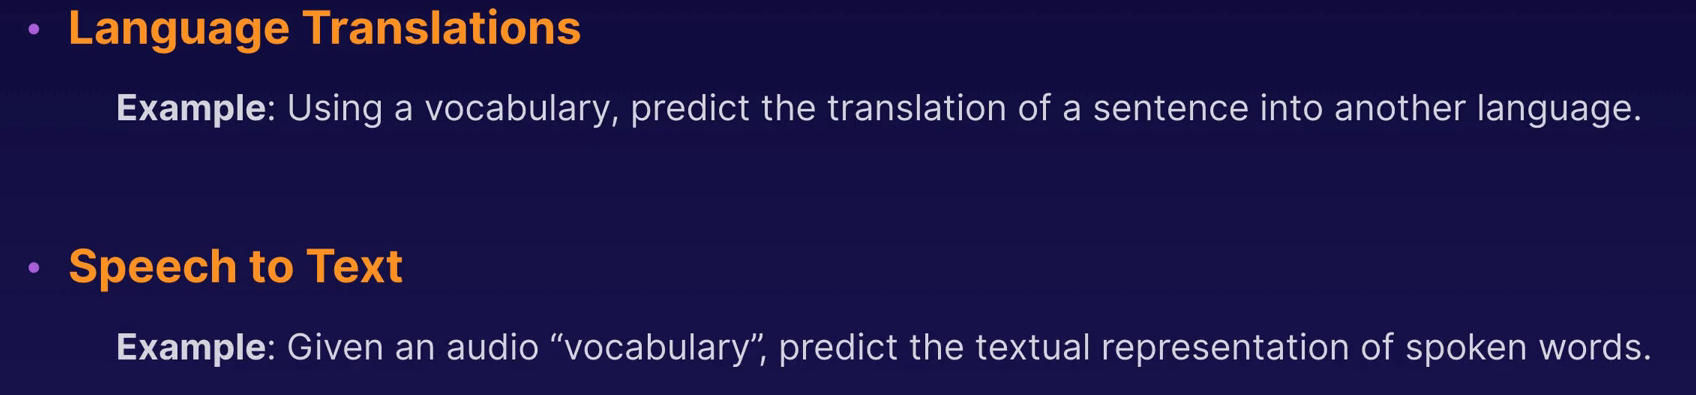 • Language Translations
Example: Using a vocabulary, predict the translation of a sentence into another language.
• Speech to Text
Example: Given an audio “vocabulary”, predict the textual representation of spoken words.